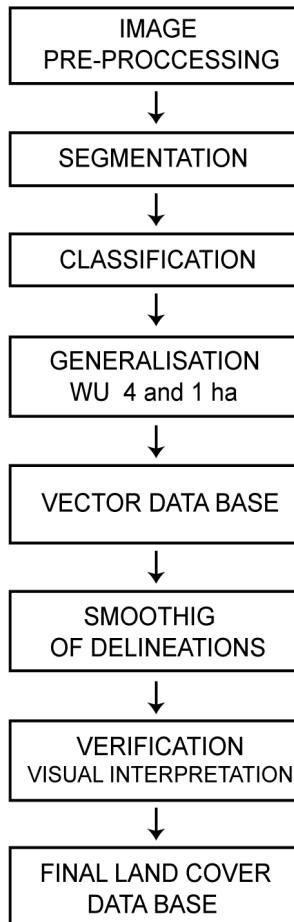 IMAGE
PRE-PROCCESSING
SEGMENTATION
CLASSIFICATION
GENERALISATION
WU 4 and 1 ha
VECTOR DATA BASE
SMOOTHIG
OF DELINEATIONS
VERIFICATION
VISUAL INTERPRETATION
FINAL LAND COVER
DATA BASE